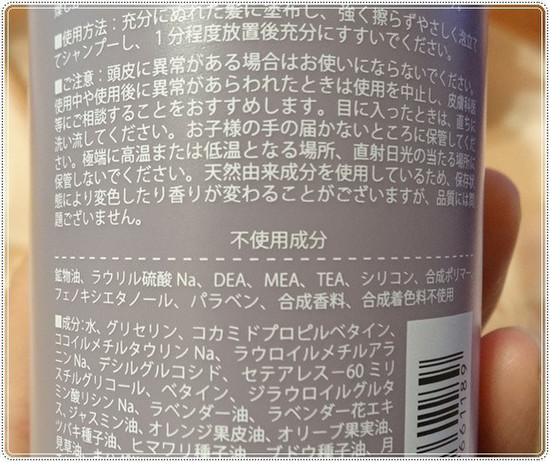 ■使用方法：充分にぬれた髪に塗布し、強く擦らずやさしく泡立て
てシャンプーし、1分程度放置後充分にすすいでください。
■ご注意：頭皮に異常がある場合はお使いにならないでください。
使用中や使用後に異常があらわれたときは使用を中止し、皮膚科医
等にご相談することをおすすめします。目に入ったときは、直ちに
洗い流してください。お子様の手の届かないところに保管してくだ
さい。極端に高温または低温となる場所、直射日光の当たる場所に
保管しないでください。天然由来成分を使用しているため、保存状
態により変色したり香りが変わることがございますが、品質には問
題ございません。
不使用成分
鉱物油、ラウリル硫酸Na、DEA、MEA、TEA、シリコン、合成ポリマー、
フェノキシエタノール、パラベン、合成香料、合成着色料不使用
■成分：水、グリセリン、コカミドプロピルベタイン、
ココイルメチルタウリンNa、ラウロイルメチルアラ
ニンNa、デシルグルコシド、セテアレス－60ミリ
スチルグリコール、ベタイン、ジラウロイルグルタ
ミン酸リシンNa、ラベンダー油、ラベンダー花エキ
ス、ジャスミン油、オレンジ果皮油、オリーブ果実油、
ツバキ種子油、ヒマワリ種子油、ブドウ種子油、月
見草油、